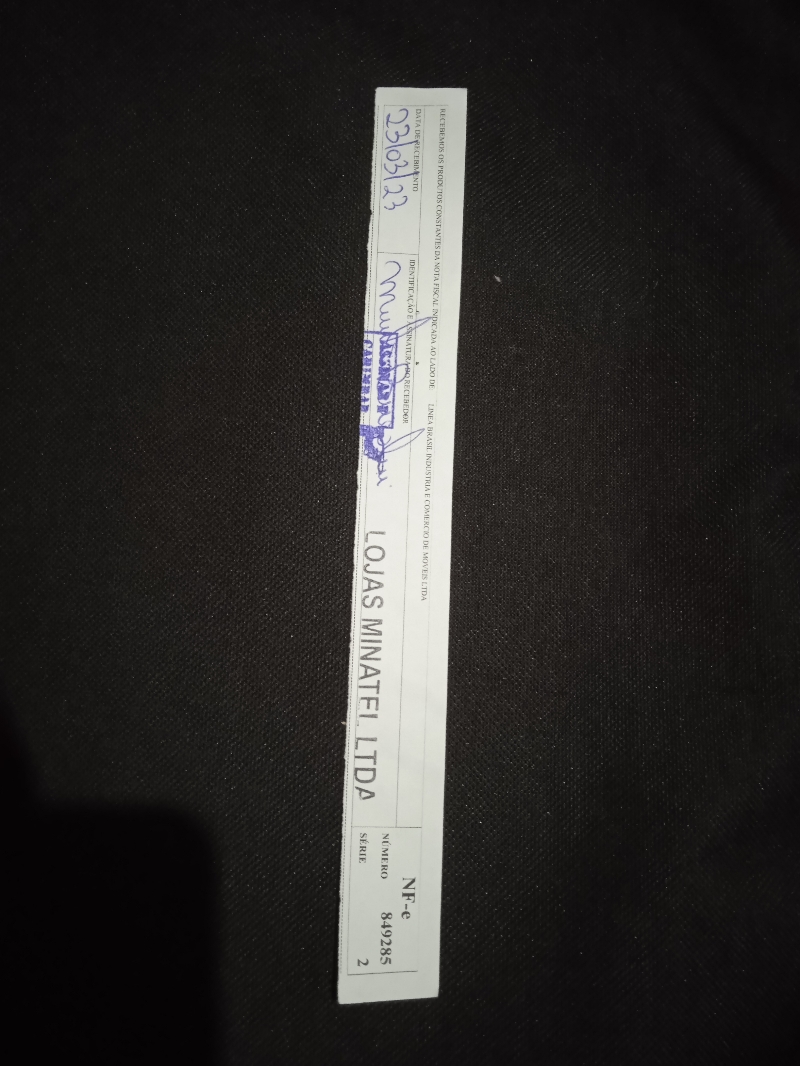 RECEBEMOS OS PRODUTOS CONSTANTES DA NOTA FISCAL INDICADA AO LADO DE LINEA BRASIL INDUSTRIA E COMERCIO DE MOVEIS LTDA
DATA DE RECEBIMENTO
23/03/23
IDENTIFICAÇÃO E ASSINATURA DO RECEBEDOR
LOJAS MINATEL LTDA
NF-e
NÚMERO 849285
SÉRIE 2